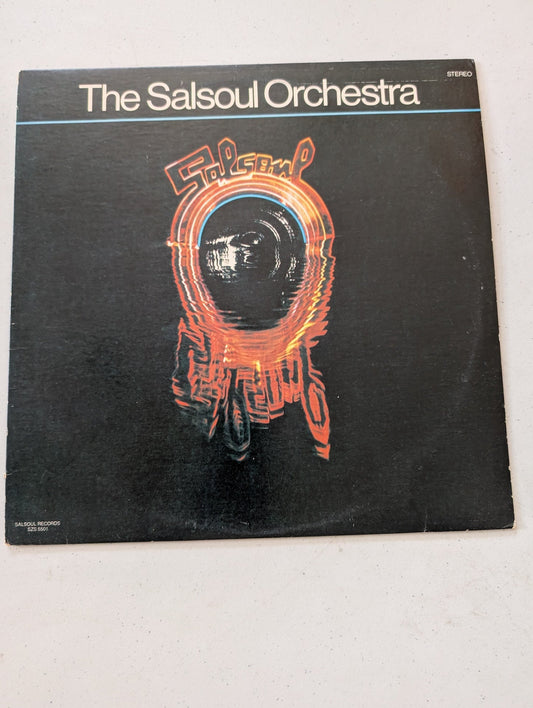 STEREO
The Salsoul Orchestra
Salsoul
SALSOUL RECORDS
SZS 5501